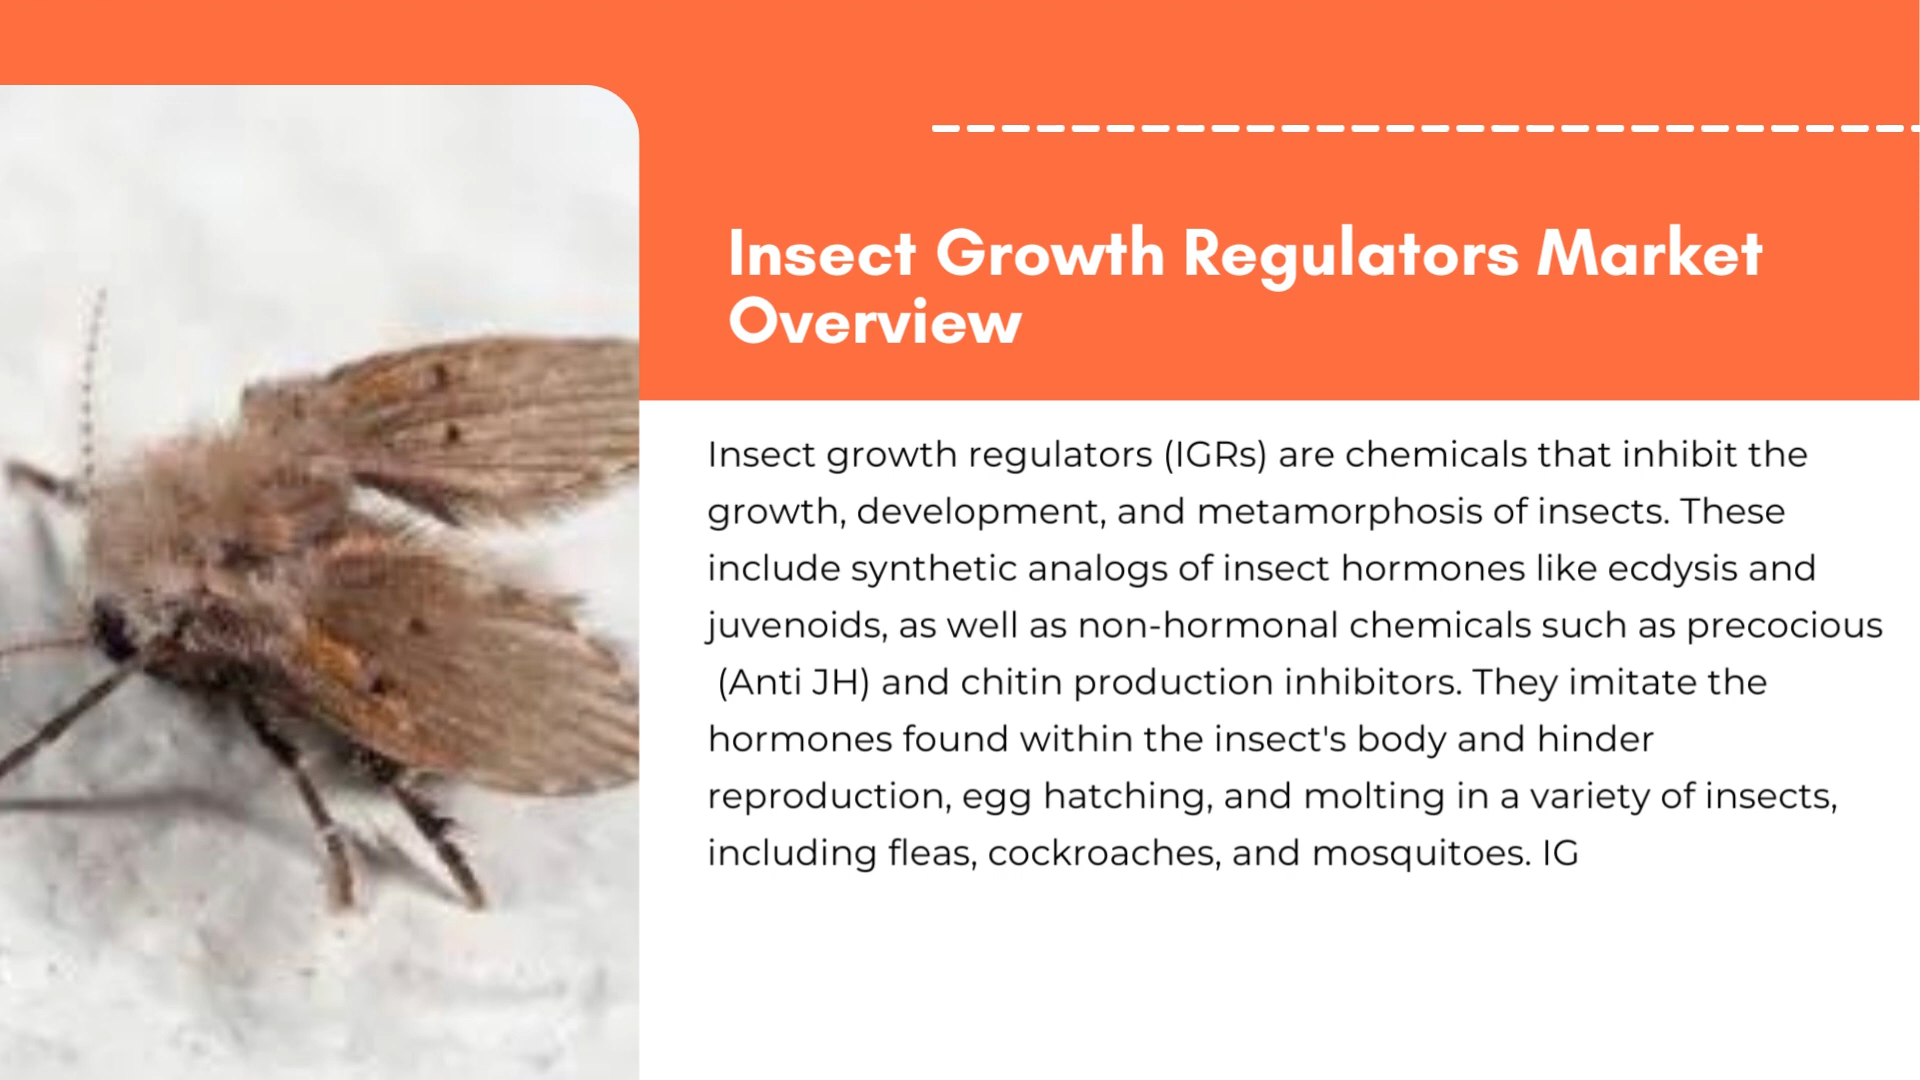 Insect Growth Regulators Market
Overview
Insect growth regulators (IGRs) are chemicals that inhibit the
growth, development, and metamorphosis of insects. These
include synthetic analogs of insect hormones like ecdysis and
juvenoids, as well as non-hormonal chemicals such as precocious
(Anti JH) and chitin production inhibitors. They imitate the
hormones found within the insect's body and hinder
reproduction, egg hatching, and molting in a variety of insects,
including fleas, cockroaches, and mosquitoes. IG